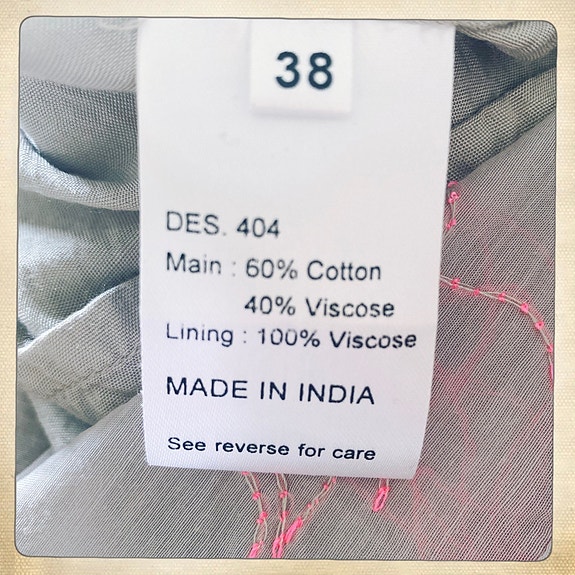 38
DES. 404
Main : 60% Cotton
40% Viscose
Lining : 100% Viscose
MADE IN INDIA
See reverse for care